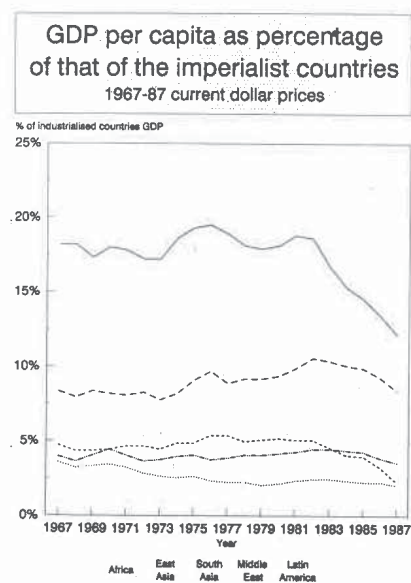 GDP per capita as percentage
of that of the imperialist countries
1967-87 current dollar prices
% of industrialised countries GDP
25%
20%
15%
10%
5%
0%
1967 1969 1971 1973 1975 1977 1979 1981 1983 1985 1987
Year
Africa East Asia South Asia Middle East Latin America